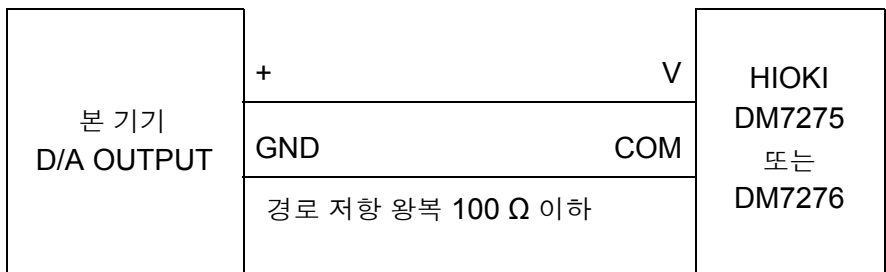 본 기기
D/A OUTPUT
+
V
GND
COM
경로 저항 왕복 100 Ω 이하
HIOKI
DM7275
또는
DM7276